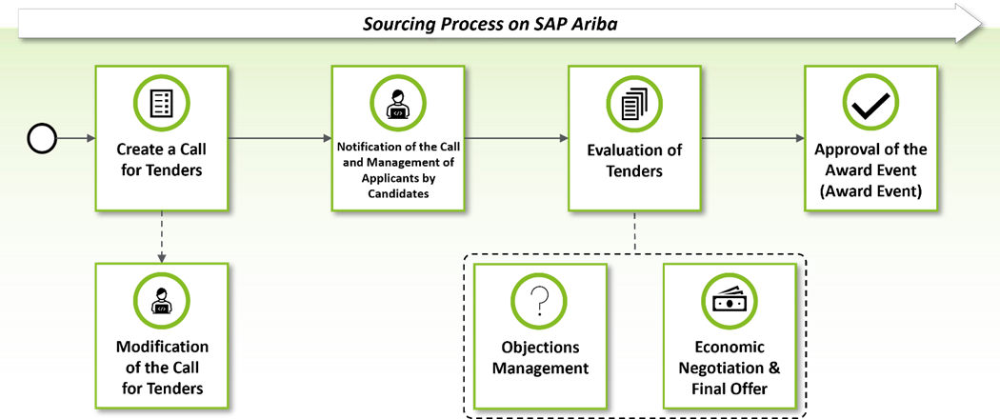 Sourcing Process on SAP Ariba
Create a Call
for Tenders
Notification of the Call
and Management of
Applicants by
Candidates
Evaluation of
Tenders
Approval of the
Award Event
(Award Event)
Modification
of the Call
for Tenders
Objections
Management
Economic
Negotiation &
Final Offer